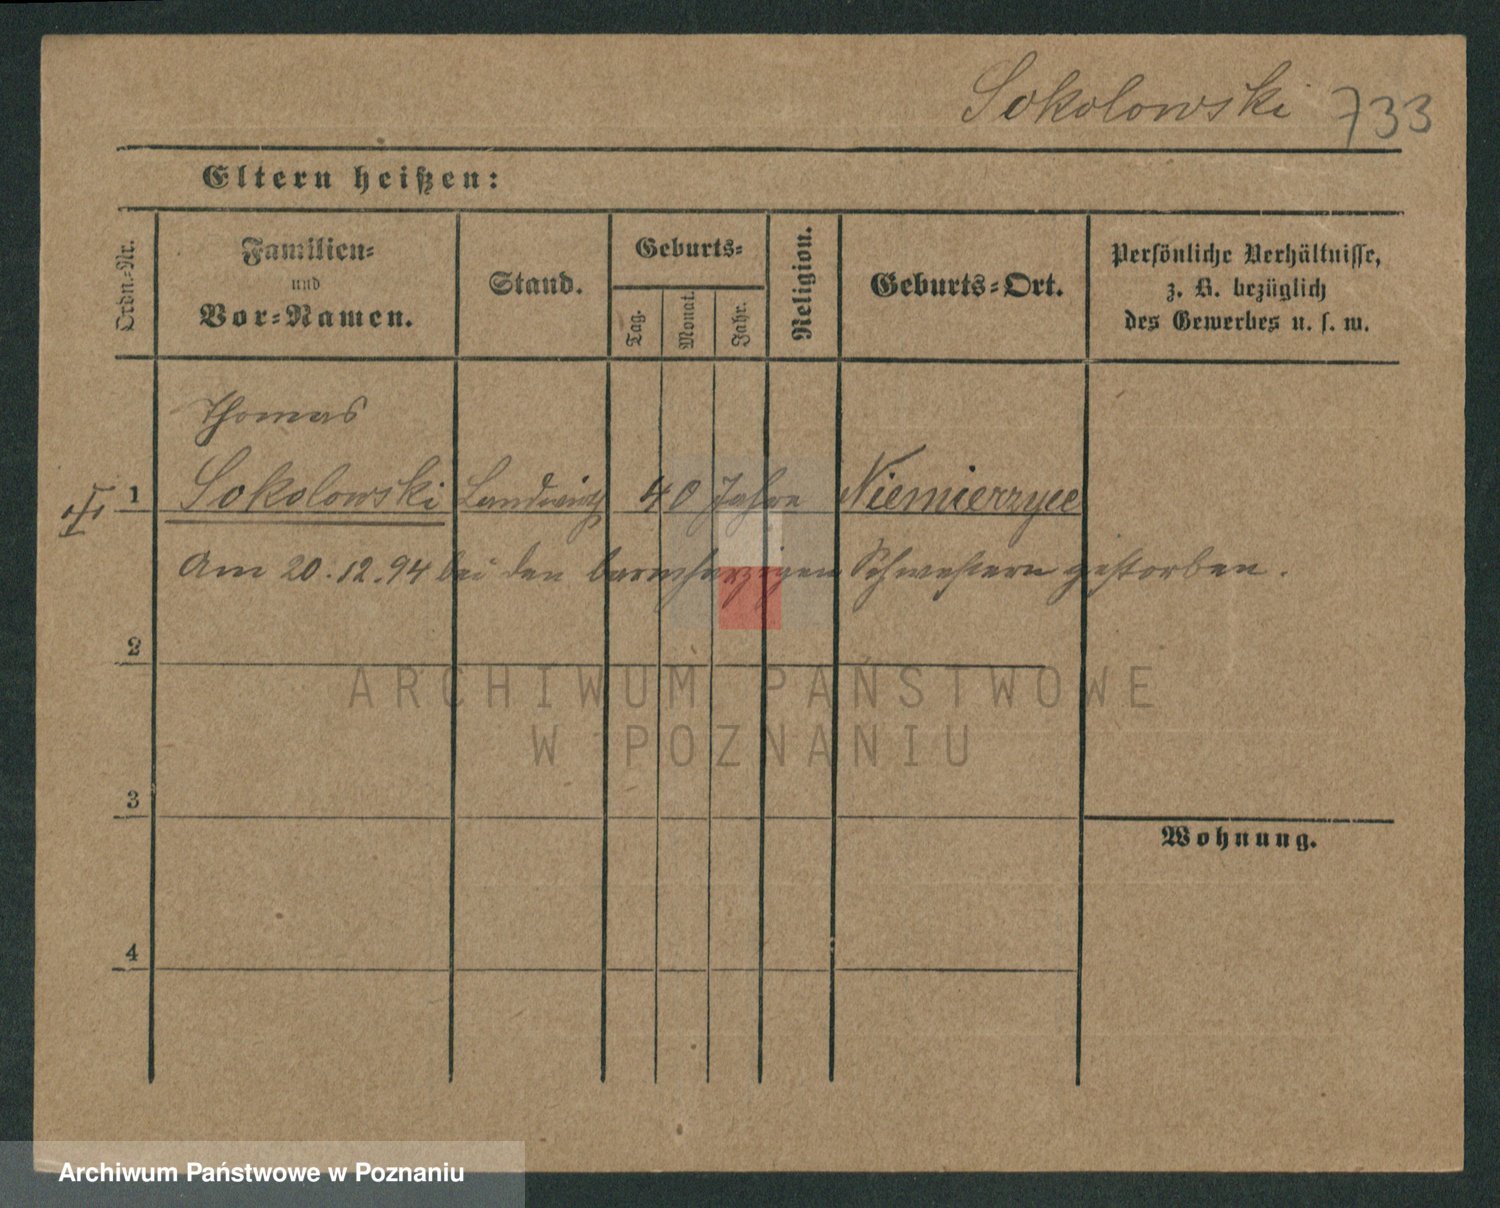 Sokolowski 733
Eltern heißen:
Ordn.-Nr.
Familien-
und
Vor-Namen.
Stand.
Geburts-
Tag.
Monat.
Jahr.
Religion.
Geburts-Ort.
Persönliche Verhältnisse,
z. B. bezüglich
des Gewerbes u. s. w.
Thomas
1 Sokolowski Landwirth 40 Jahre Niemierzyce
Am 20.12.94 bei den barmherzigen Schwestern gestorben.
2
ARCHIWUM PAŃSTWOWE
W POZNANIU
3
Wohnung.
4
Archiwum Państwowe w Poznaniu